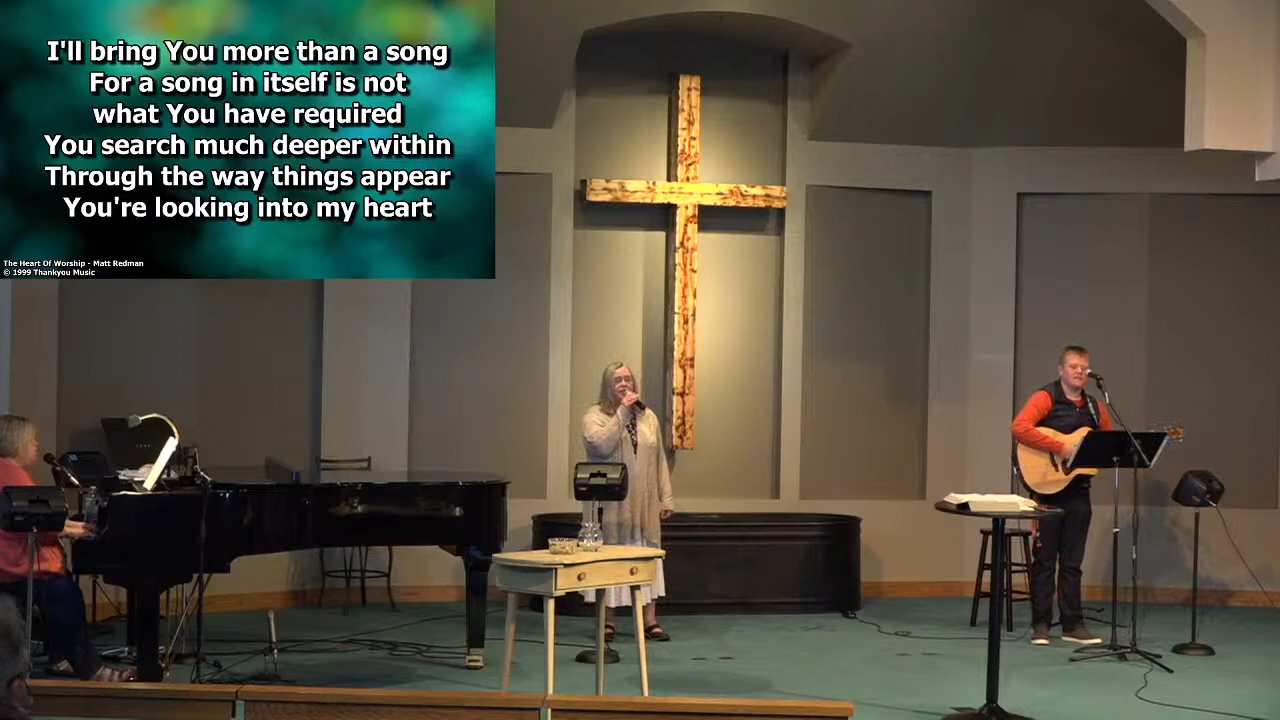 I'll bring You more than a song
For a song in itself is not
what You have required
You search much deeper within
Through the way things appear
You're looking into my heart
The Heart Of Worship - Matt Redman
© 1999 Thankyou Music